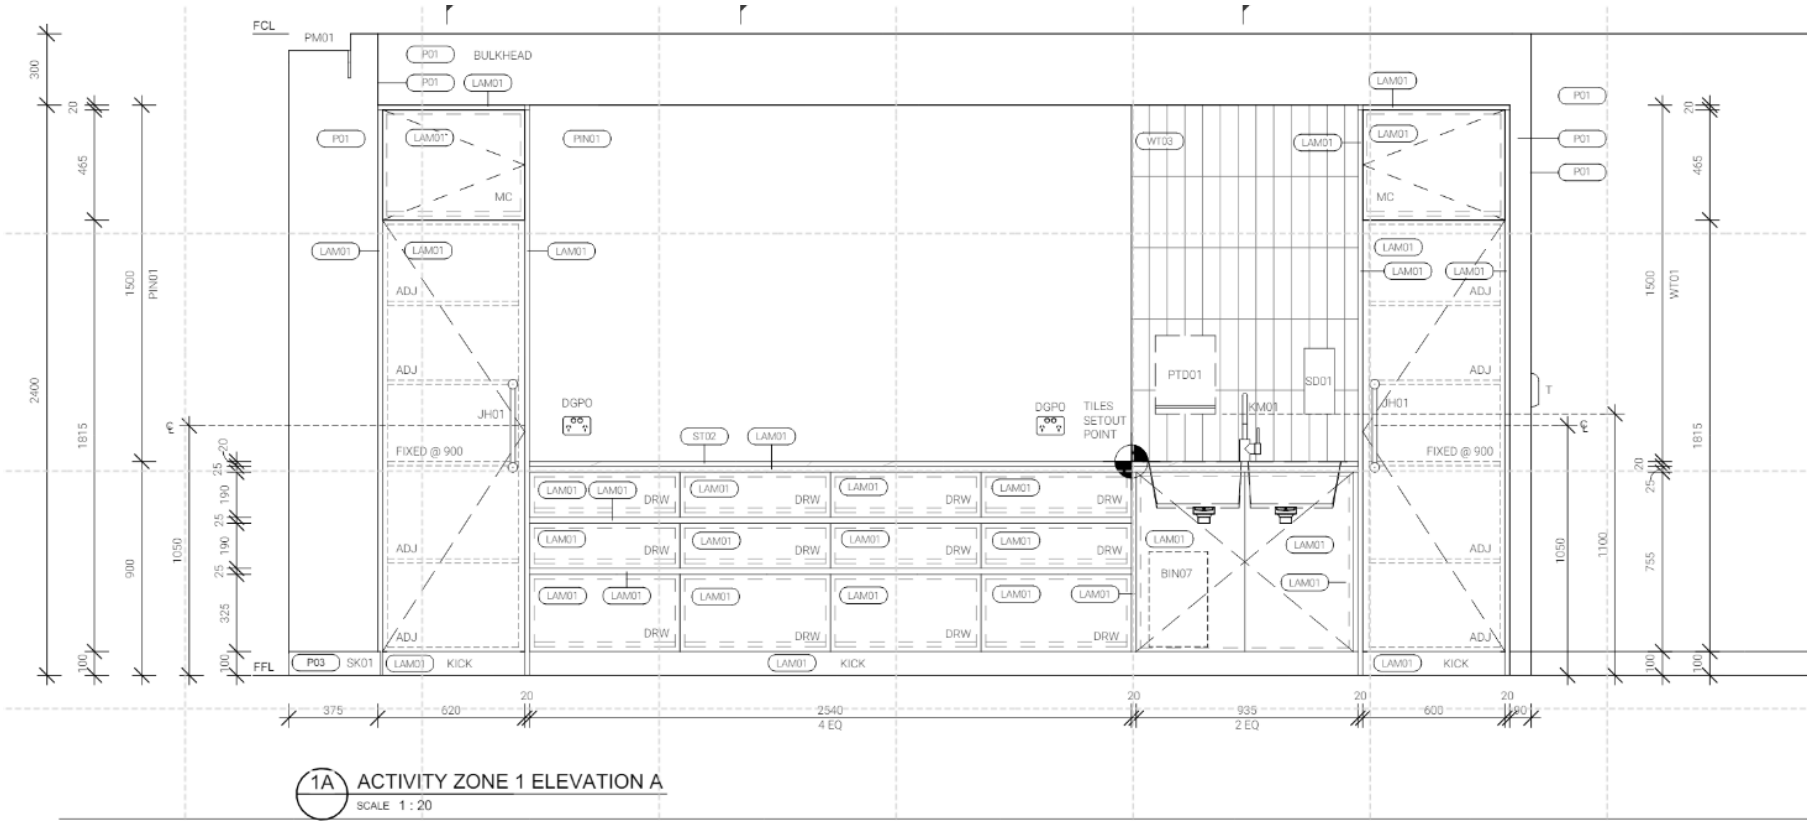 FCL
PM01
P01 BULKHEAD
P01 LAM01
LAM01
P01
300
20
20
P01 LAM01 PIN01 WT03 LAM01 LAM01 P01
465
465
MC
MC
P01
LAM01 LAM01 LAM01 LAM01
LAM01 LAM01
ADJ
ADJ
1500
PIN01
1500
WT01
2400
1815
1815
ADJ
ADJ
PTD01
SD01
T
JH01
DGPO
DGPO
TILES
SETOUT
POINT
KM01
JH01
ST02 LAM01
FIXED @ 900
FIXED @ 900
20
25
190
25
190
25
325
100
20
25
755
100
LAM01 LAM01 DRW LAM01 DRW LAM01 DRW LAM01 DRW
LAM01 DRW LAM01 DRW LAM01 DRW LAM01 DRW LAM01 LAM01
ADJ
ADJ
BIN07
LAM01
LAM01 LAM01 DRW LAM01 DRW LAM01 DRW LAM01 LAM01 DRW
ADJ
ADJ
900
1050
1050
1100
100
100
100
FFL
P03 SK01 LAM01 KICK LAM01 KICK LAM01 KICK
20 20 20 20
375 620 2540 935 600 90
4 EQ 2 EQ
1A ACTIVITY ZONE 1 ELEVATION A
SCALE 1 : 20